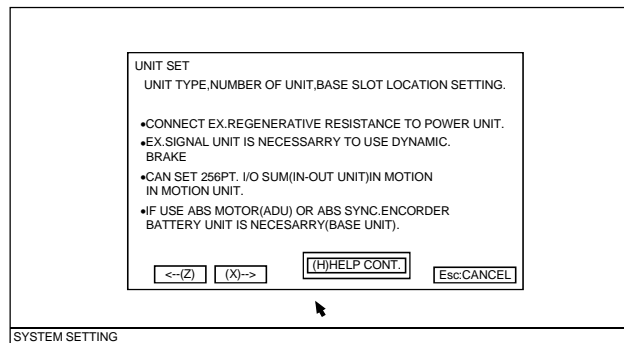 UNIT SET
UNIT TYPE,NUMBER OF UNIT,BASE SLOT LOCATION SETTING.
•CONNECT EX.REGENERATIVE RESISTANCE TO POWER UNIT.
•EX.SIGNAL UNIT IS NECESSARRY TO USE DYNAMIC.
BRAKE
•CAN SET 256PT. I/O SUM(IN-OUT UNIT)IN MOTION
IN MOTION UNIT.
•IF USE ABS MOTOR(ADU) OR ABS SYNC.ENCORDER
BATTERY UNIT IS NECESARRY(BASE UNIT).
<--(Z) (X)--> (H)HELP CONT. Esc:CANCEL
SYSTEM SETTING